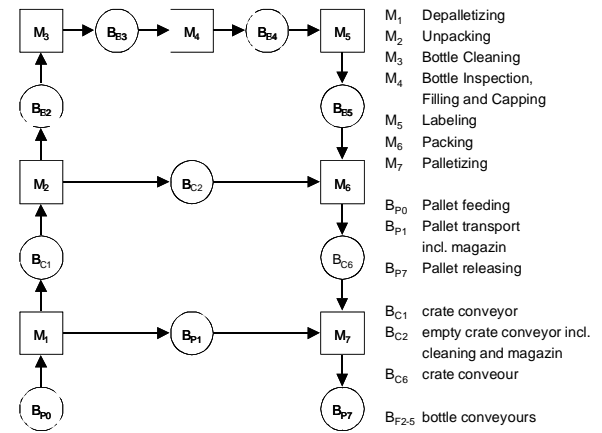 M3 BB3 M4 BB4 M5
BB2 BB5
M2 BC2 M6
BC1 BC6
M1 BP1 M7
BP0 BP7
M1 Depalletizing
M2 Unpacking
M3 Bottle Cleaning
M4 Bottle Inspection,
Filling and Capping
M5 Labeling
M6 Packing
M7 Palletizing
BP0 Pallet feeding
BP1 Pallet transport
incl. magazin
BP7 Pallet releasing
BC1 crate conveyor
BC2 empty crate conveyor incl.
cleaning and magazin
BC6 crate conveour
BF2-5 bottle conveyours